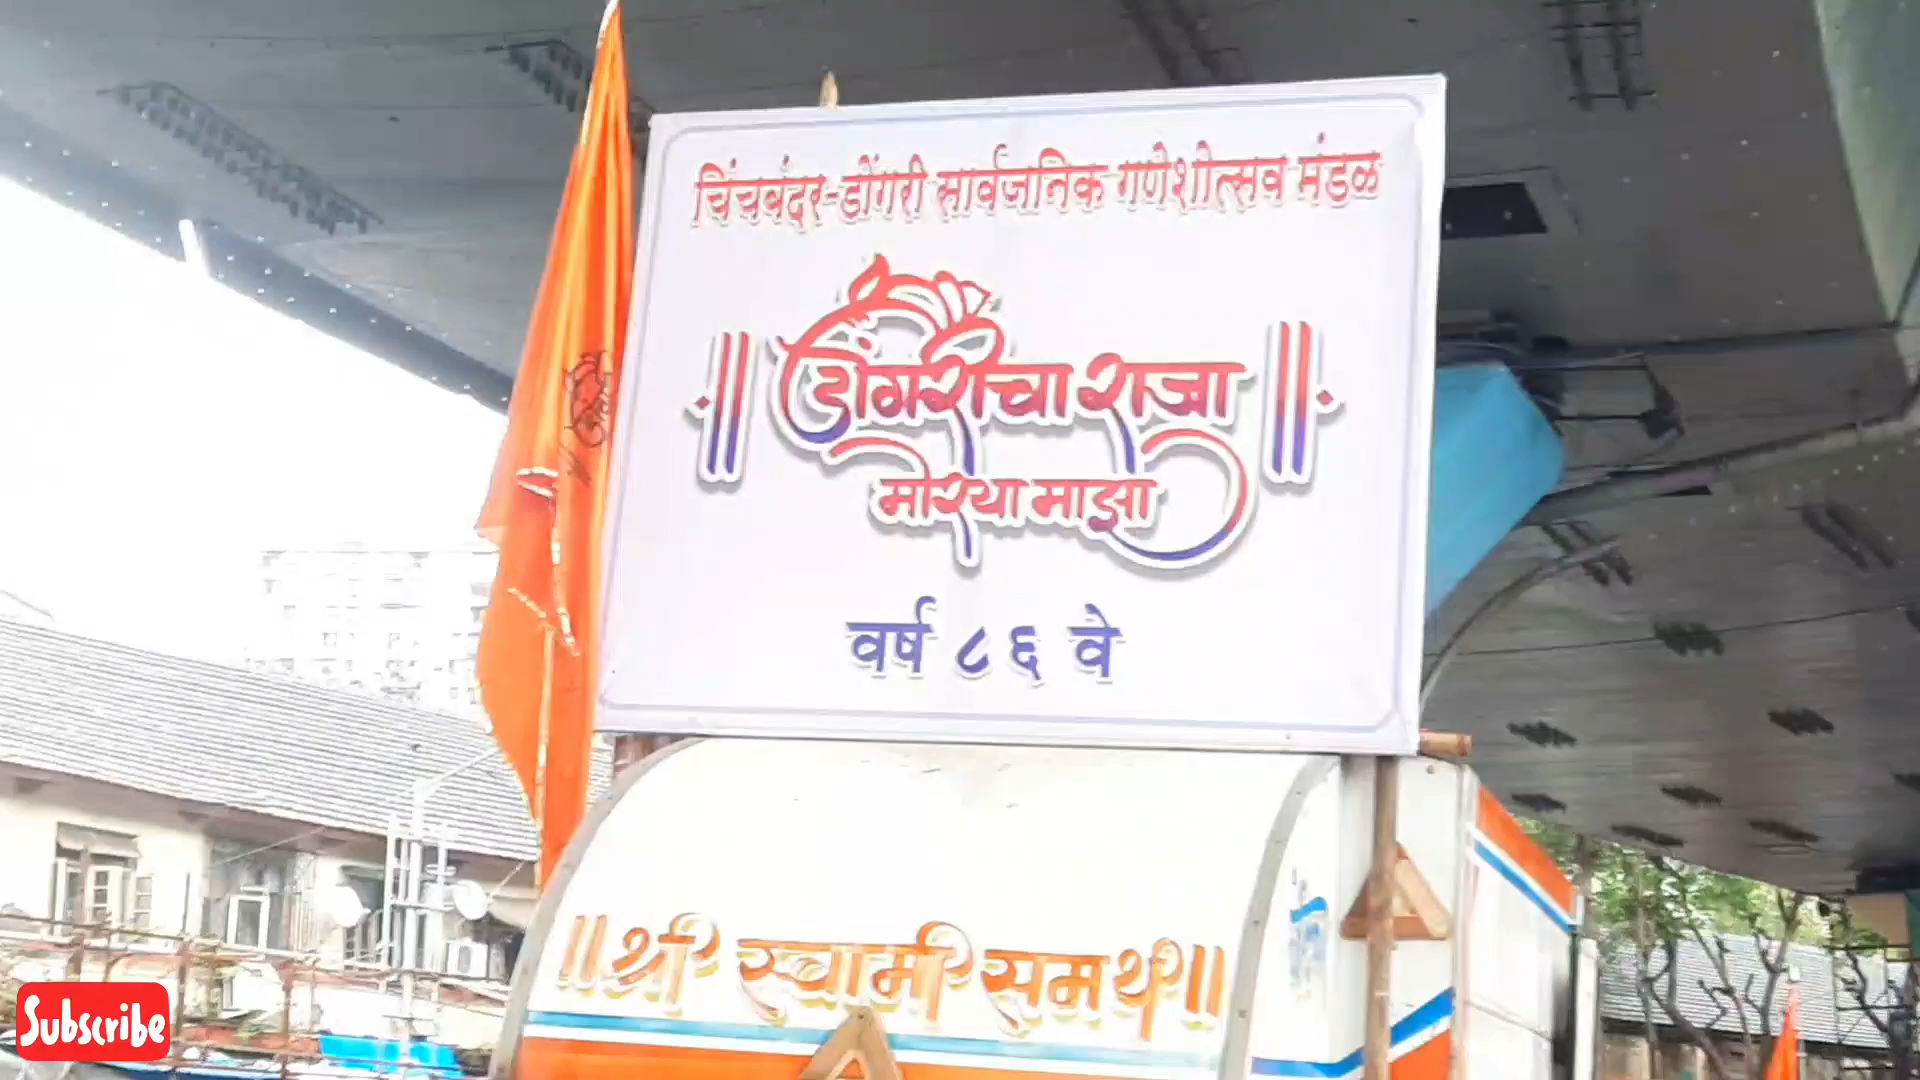 चिंचबंदर-डोंगरी सार्वजनिक गणेशोत्सव मंडळ
॥ डोंगरीचा राजा ॥
मोरया माझा
वर्ष ८६ वे
॥ श्री स्वामी समर्थ ॥
Subscribe